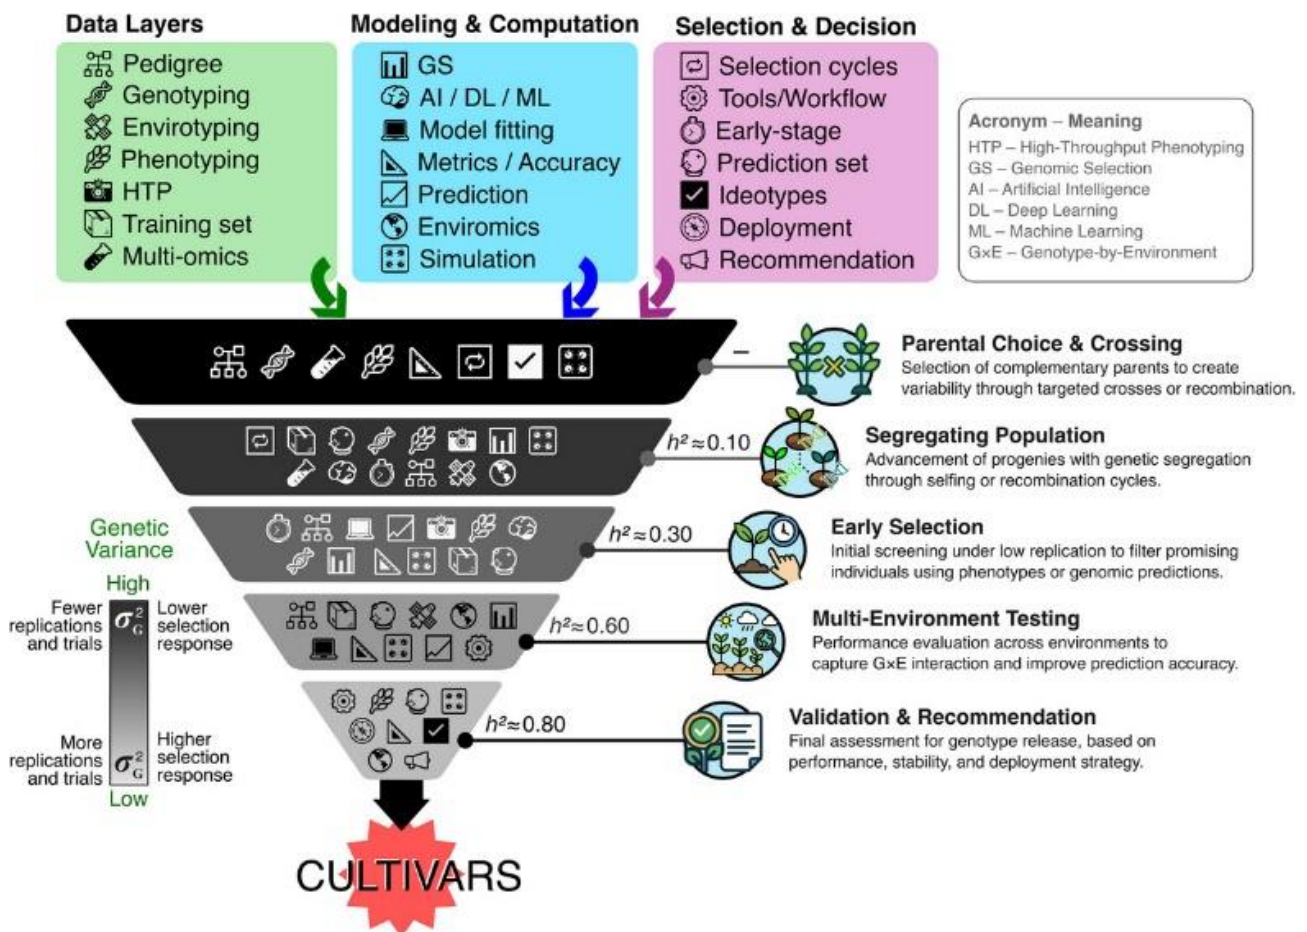 Data Layers
Pedigree
Genotyping
Envirotyping
Phenotyping
HTP
Training set
Multi-omics
Modeling & Computation
GS
AI / DL / ML
Model fitting
Metrics / Accuracy
Prediction
Enviromics
Simulation
Selection & Decision
Selection cycles
Tools/Workflow
Early-stage
Prediction set
Ideotypes
Deployment
Recommendation
Acronym – Meaning
HTP – High-Throughput Phenotyping
GS – Genomic Selection
AI – Artificial Intelligence
DL – Deep Learning
ML – Machine Learning
G×E – Genotype-by-Environment
–
Parental Choice & Crossing
Selection of complementary parents to create
variability through targeted crosses or recombination.
h²≈0.10
Segregating Population
Advancement of progenies with genetic segregation
through selfing or recombination cycles.
h²≈0.30
Early Selection
Initial screening under low replication to filter promising
individuals using phenotypes or genomic predictions.
h²≈0.60
Multi-Environment Testing
Performance evaluation across environments to
capture G×E interaction and improve prediction accuracy.
h²≈0.80
Validation & Recommendation
Final assessment for genotype release, based on
performance, stability, and deployment strategy.
Genetic
Variance
High
Fewer
replications
and trials
σ²G
Lower
selection
response
More
replications
and trials
σ²G
Higher
selection
response
Low
CULTIVARS